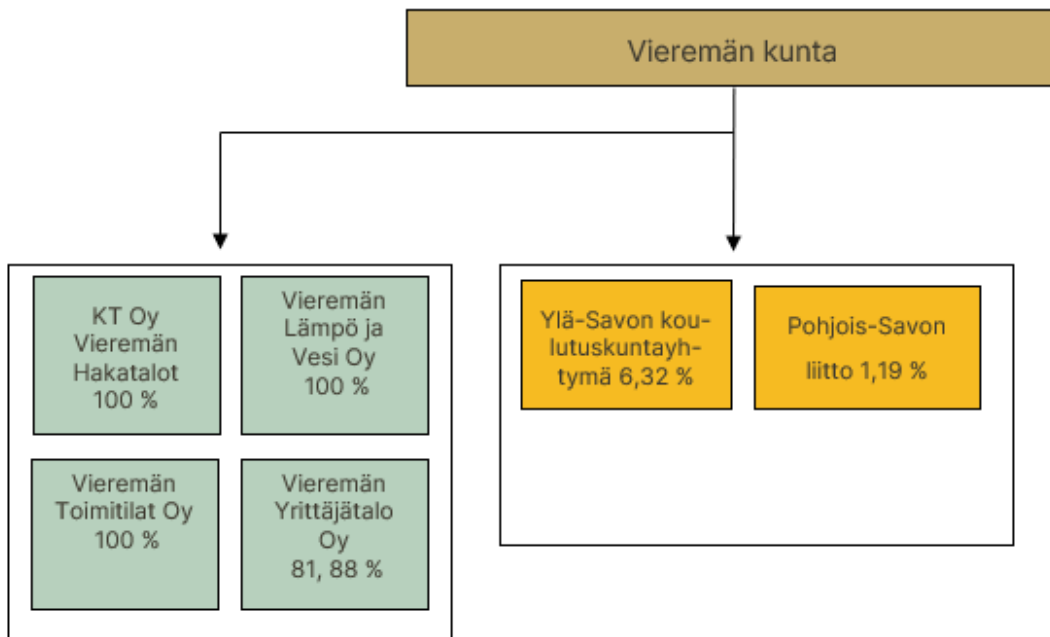 Vieremän kunta
KT Oy
Vieremän
Hakatalot
100 %
Vieremän
Lämpö ja
Vesi Oy
100 %
Vieremän
Toimitilat Oy
100 %
Vieremän
Yrittäjätalo
Oy
81, 88 %
Ylä-Savon kou-
lutuskuntayh-
tymä 6,32 %
Pohjois-Savon
liitto 1,19 %